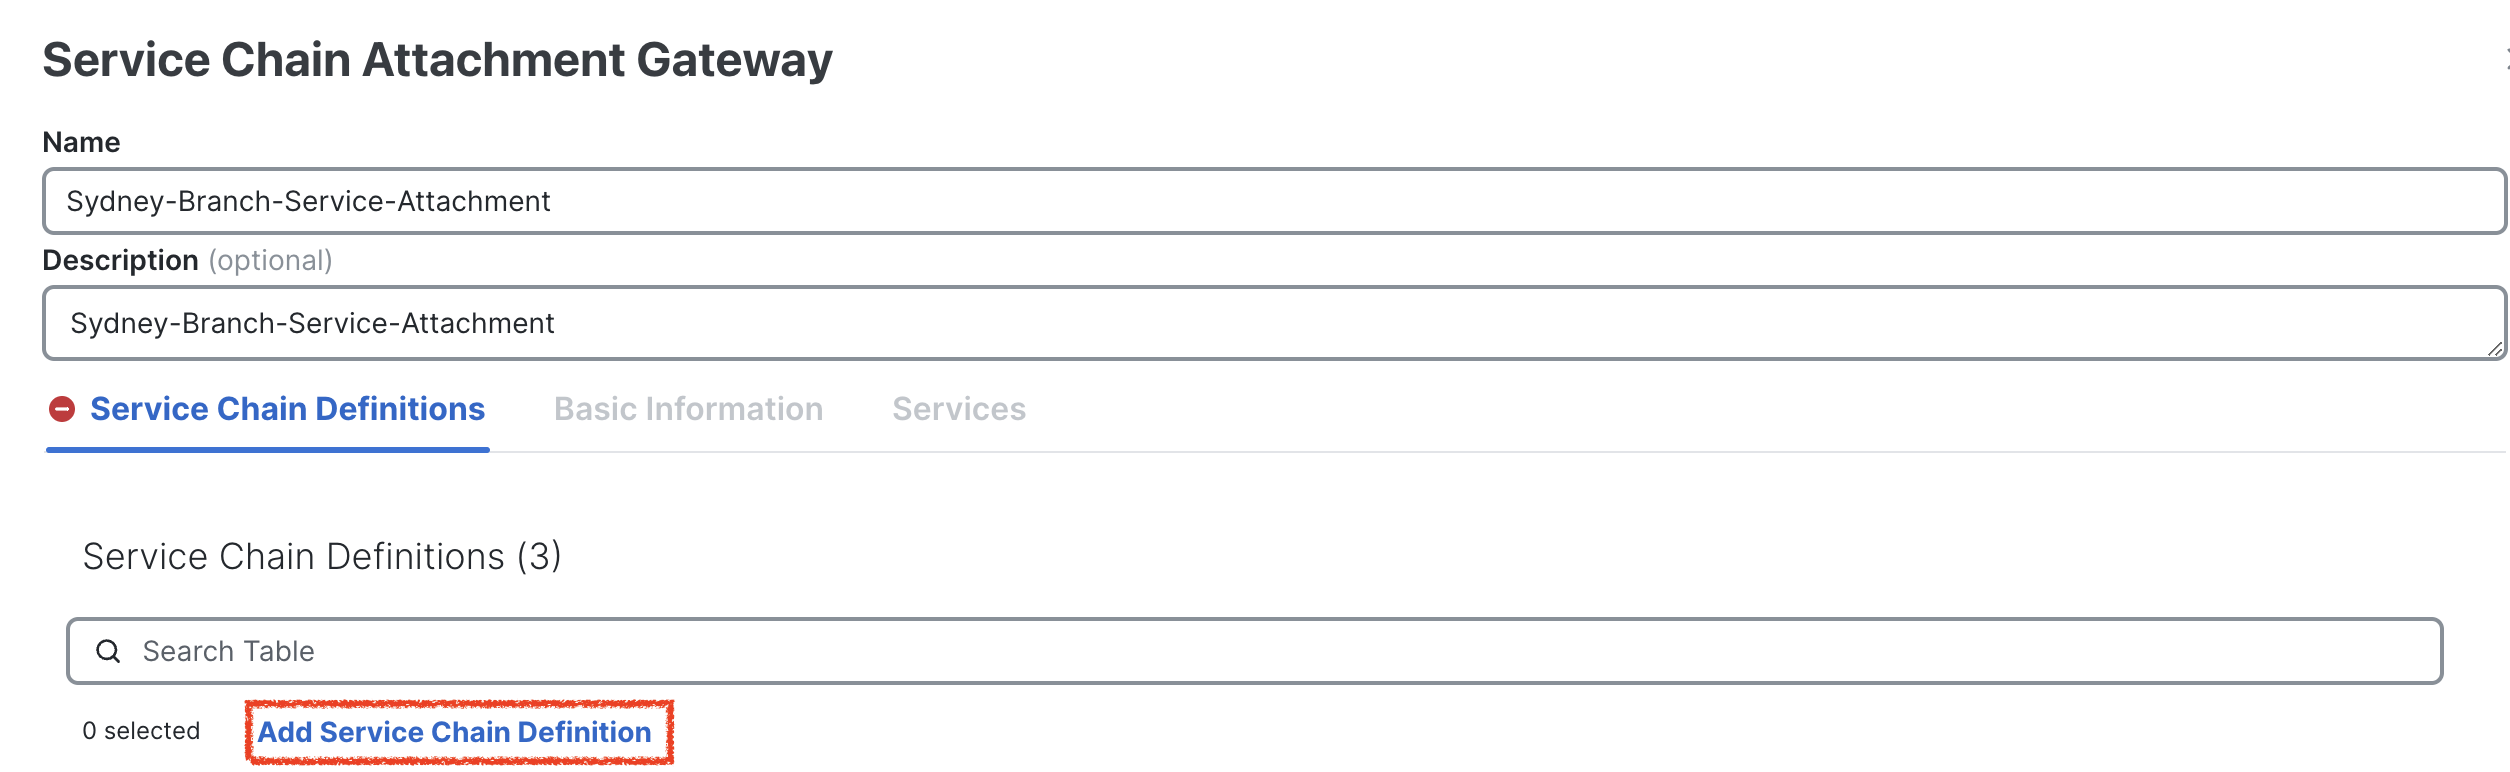 Service Chain Attachment Gateway
Name
Sydney-Branch-Service-Attachment
Description (optional)
Sydney-Branch-Service-Attachment
Service Chain Definitions Basic Information Services
Service Chain Definitions (3)
Search Table
0 selected Add Service Chain Definition